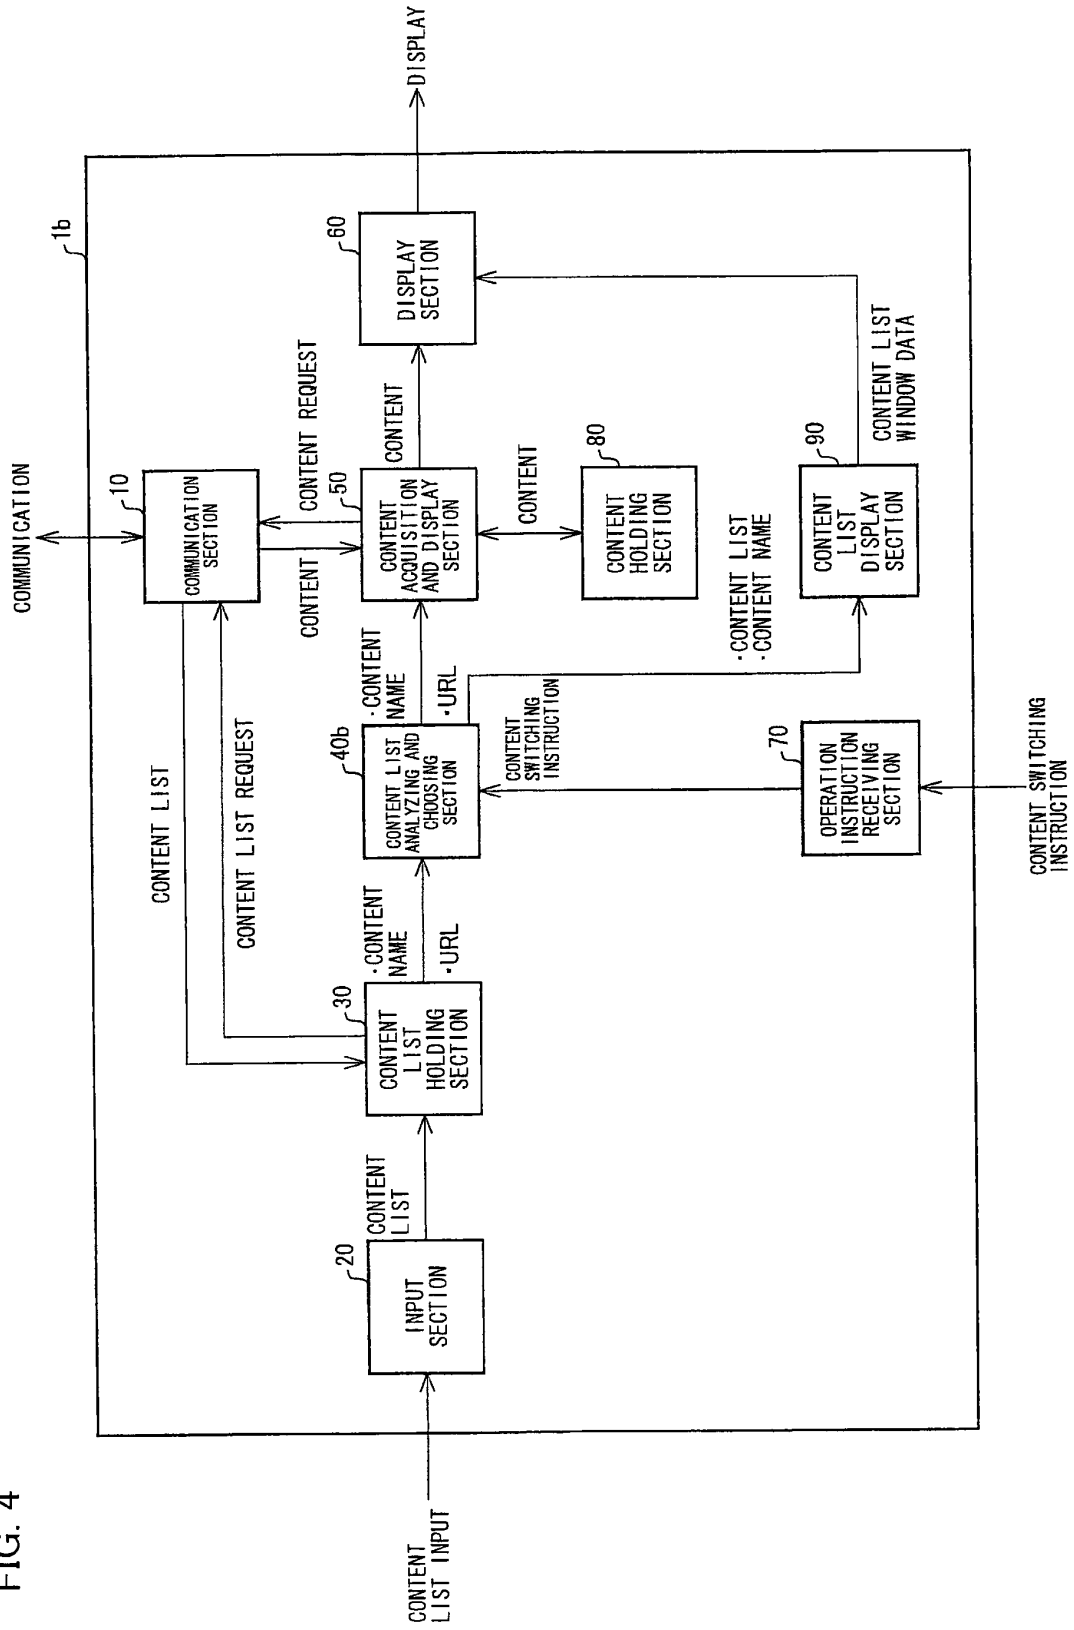 FIG. 4
COMMUNICATION
1b
10
COMMUNICATION
SECTION
CONTENT LIST
CONTENT LIST REQUEST
CONTENT
CONTENT REQUEST
CONTENT
LIST INPUT
20
INPUT
SECTION
CONTENT
LIST
30
CONTENT
LIST
HOLDING
SECTION
·CONTENT
NAME
·URL
40b
CONTENT LIST
ANALYZING AND
CHOOSING
SECTION
·CONTENT
NAME
·URL
50
CONTENT
ACQUISITION
AND DISPLAY
SECTION
CONTENT
60
DISPLAY
SECTION
DISPLAY
CONTENT
SWITCHING
INSTRUCTION
CONTENT
80
CONTENT
HOLDING
SECTION
70
OPERATION
INSTRUCTION
RECEIVING
SECTION
·CONTENT LIST
·CONTENT NAME
90
CONTENT
LIST
DISPLAY
SECTION
CONTENT LIST
WINDOW DATA
CONTENT SWITCHING
INSTRUCTION